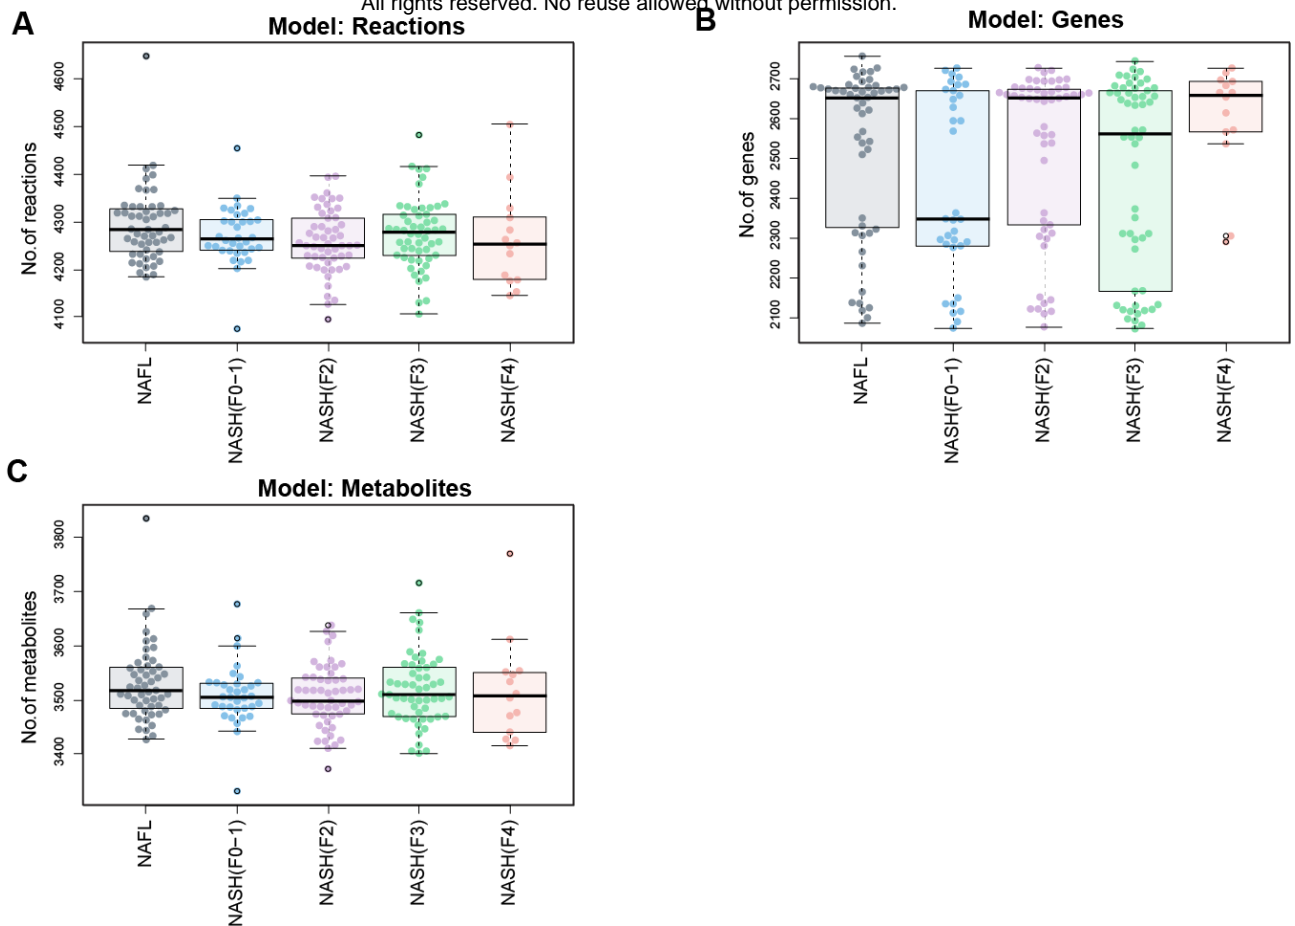 All rights reserved. No reuse allowed without permission.
A
Model: Reactions
No.of reactions
4600
4500
4400
4300
4200
4100
NAFL
NASH(F0−1)
NASH(F2)
NASH(F3)
NASH(F4)
B
Model: Genes
No.of genes
2700
2600
2500
2400
2300
2200
2100
NAFL
NASH(F0−1)
NASH(F2)
NASH(F3)
NASH(F4)
C
Model: Metabolites
No.of metabolites
3800
3700
3600
3500
3400
NAFL
NASH(F0−1)
NASH(F2)
NASH(F3)
NASH(F4)